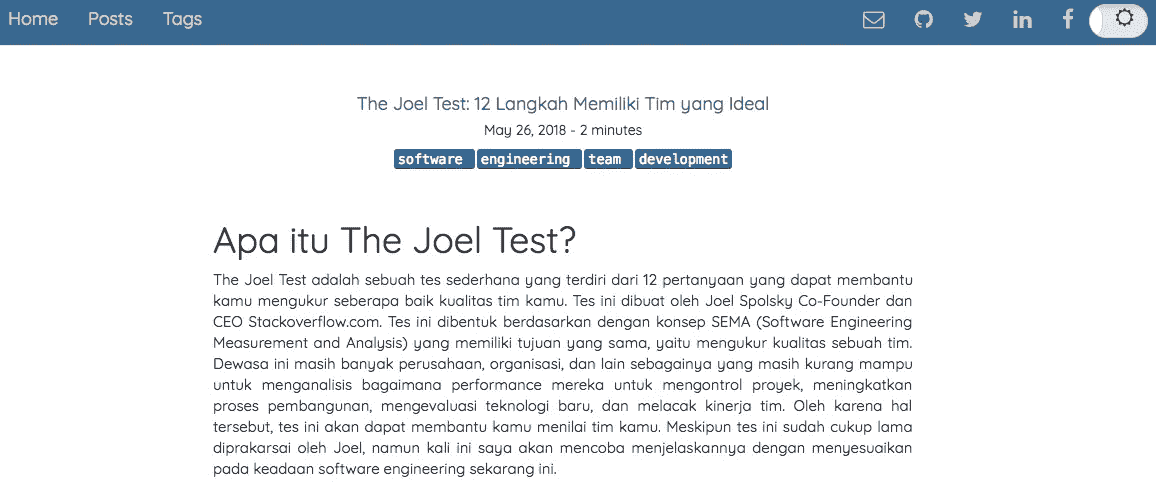 Home Posts Tags
The Joel Test: 12 Langkah Memiliki Tim yang Ideal
May 26, 2018 - 2 minutes
software engineering team development
Apa itu The Joel Test?
The Joel Test adalah sebuah tes sederhana yang terdiri dari 12 pertanyaan yang dapat membantu
kamu mengukur seberapa baik kualitas tim kamu. Tes ini dibuat oleh Joel Spolsky Co-Founder dan
CEO Stackoverflow.com. Tes ini dibentuk berdasarkan dengan konsep SEMA (Software Engineering
Measurement and Analysis) yang memiliki tujuan yang sama, yaitu mengukur kualitas sebuah tim.
Dewasa ini masih banyak perusahaan, organisasi, dan lain sebagainya yang masih kurang mampu
untuk menganalisis bagaimana performance mereka untuk mengontrol proyek, meningkatkan
proses pembangunan, mengevaluasi teknologi baru, dan melacak kinerja tim. Oleh karena hal
tersebut, tes ini akan dapat membantu kamu menilai tim kamu. Meskipun tes ini sudah cukup lama
diprakarsai oleh Joel, namun kali ini saya akan mencoba menjelaskannya dengan menyesuaikan
pada keadaan software engineering sekarang ini.